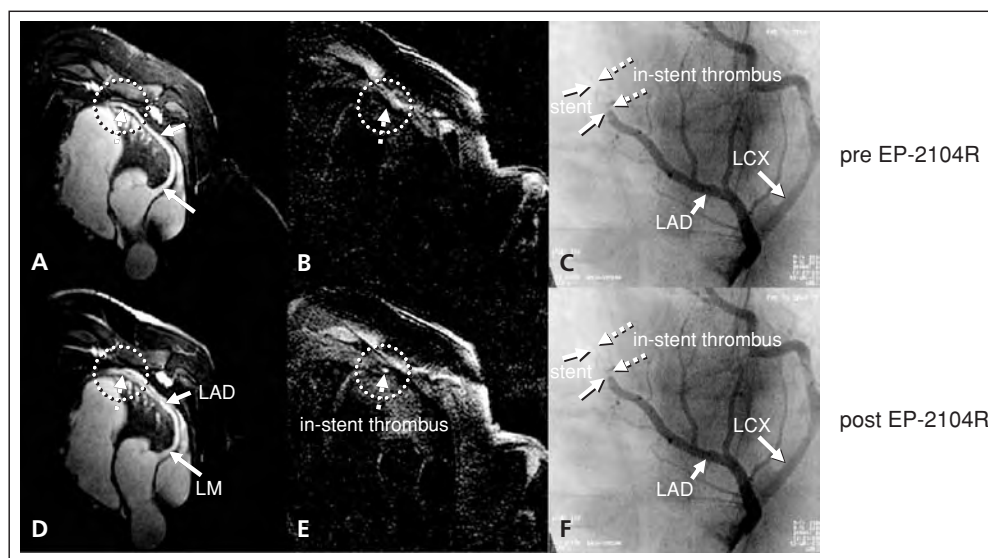 A
B
in-stent thrombus
stent
LCX
LAD
C
pre EP-2104R
D
LAD
LM
E
in-stent thrombus
in-stent thrombus
stent
LCX
LAD
F
post EP-2104R